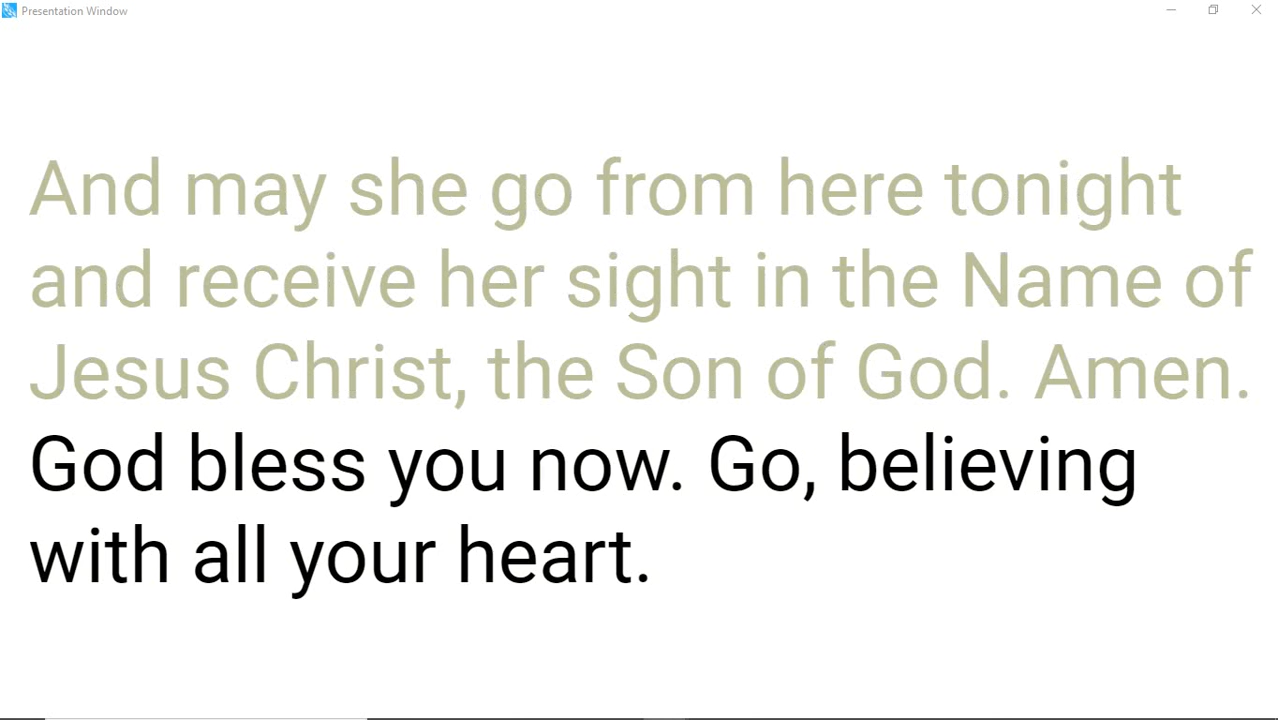 Presentation Window
And may she go from here tonight
and receive her sight in the Name of
Jesus Christ, the Son of God. Amen.
God bless you now. Go, believing
with all your heart.